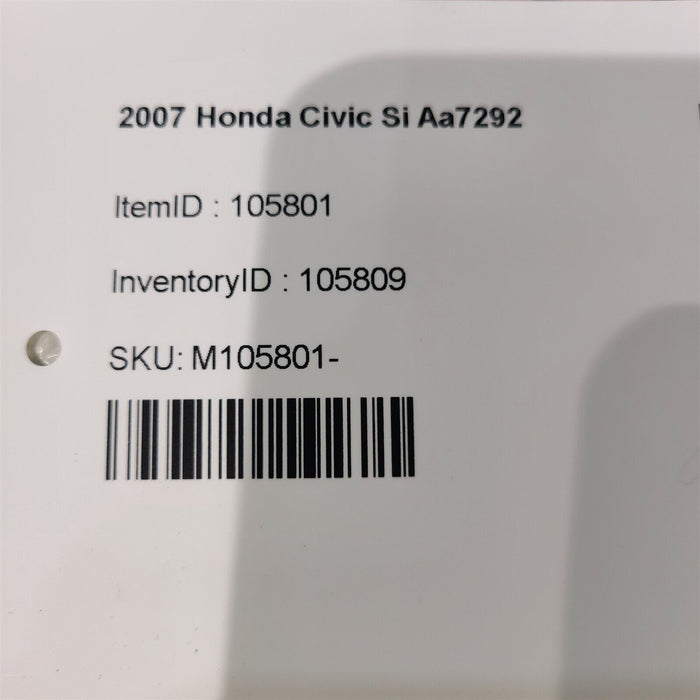 2007 Honda Civic Si Aa7292
ItemID : 105801
InventoryID : 105809
SKU: M105801-